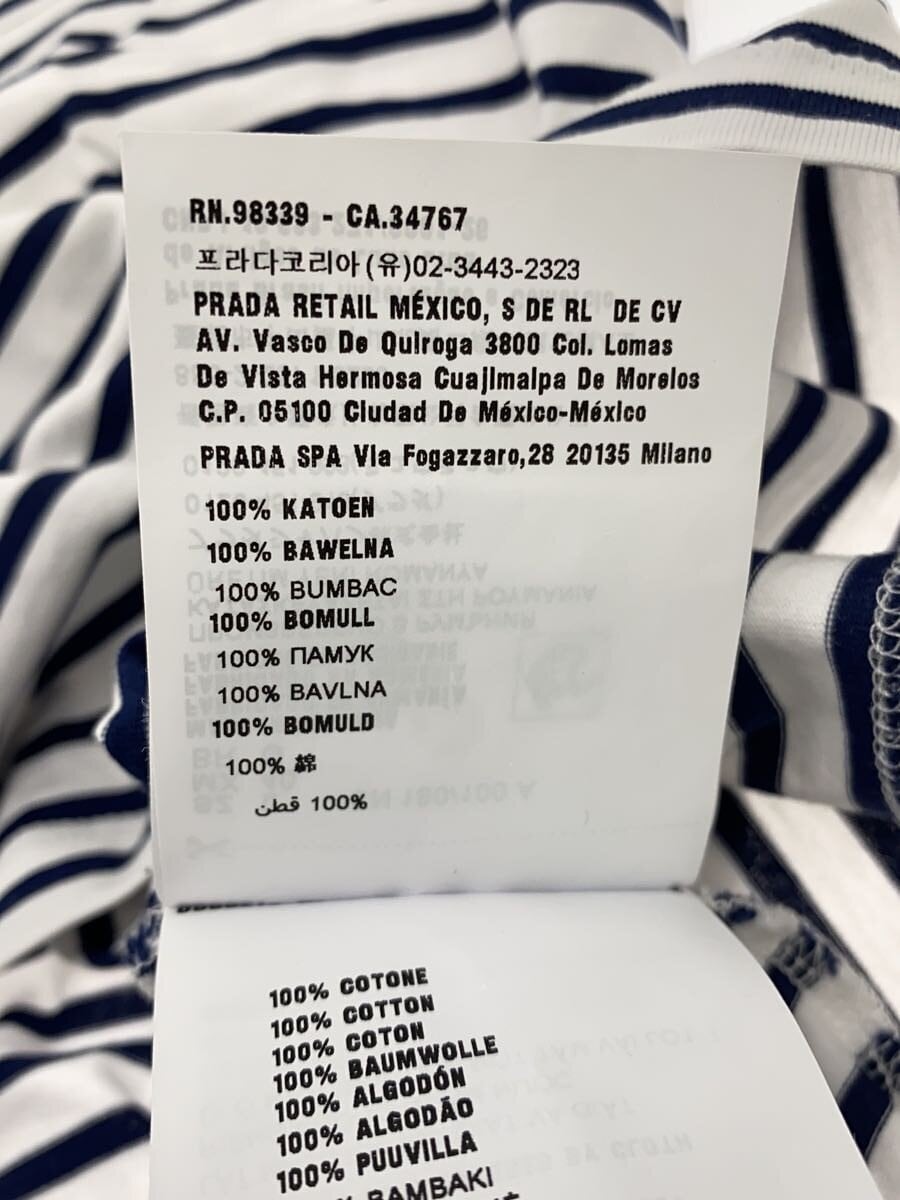 RN.98339 - CA.34767
프라다코리아(유)02-3443-2323
PRADA RETAIL MÉXICO, S DE RL DE CV
AV. Vasco De Quiroga 3800 Col. Lomas
De Vista Hermosa Cuajimalpa De Morelos
C.P. 05100 Ciudad De México-México
PRADA SPA Via Fogazzaro,28 20135 Milano
100% KATOEN
100% BAWELNA
100% BUMBAC
100% BOMULL
100% ПАМУК
100% BAVLNA
100% BOMULD
100% 綿
100% قطن
100% COTONE
100% COTTON
100% COTON
100% BAUMWOLLE
100% ALGODÓN
100% ALGODÃO
100% PUUVILLA
% BAMBAKI